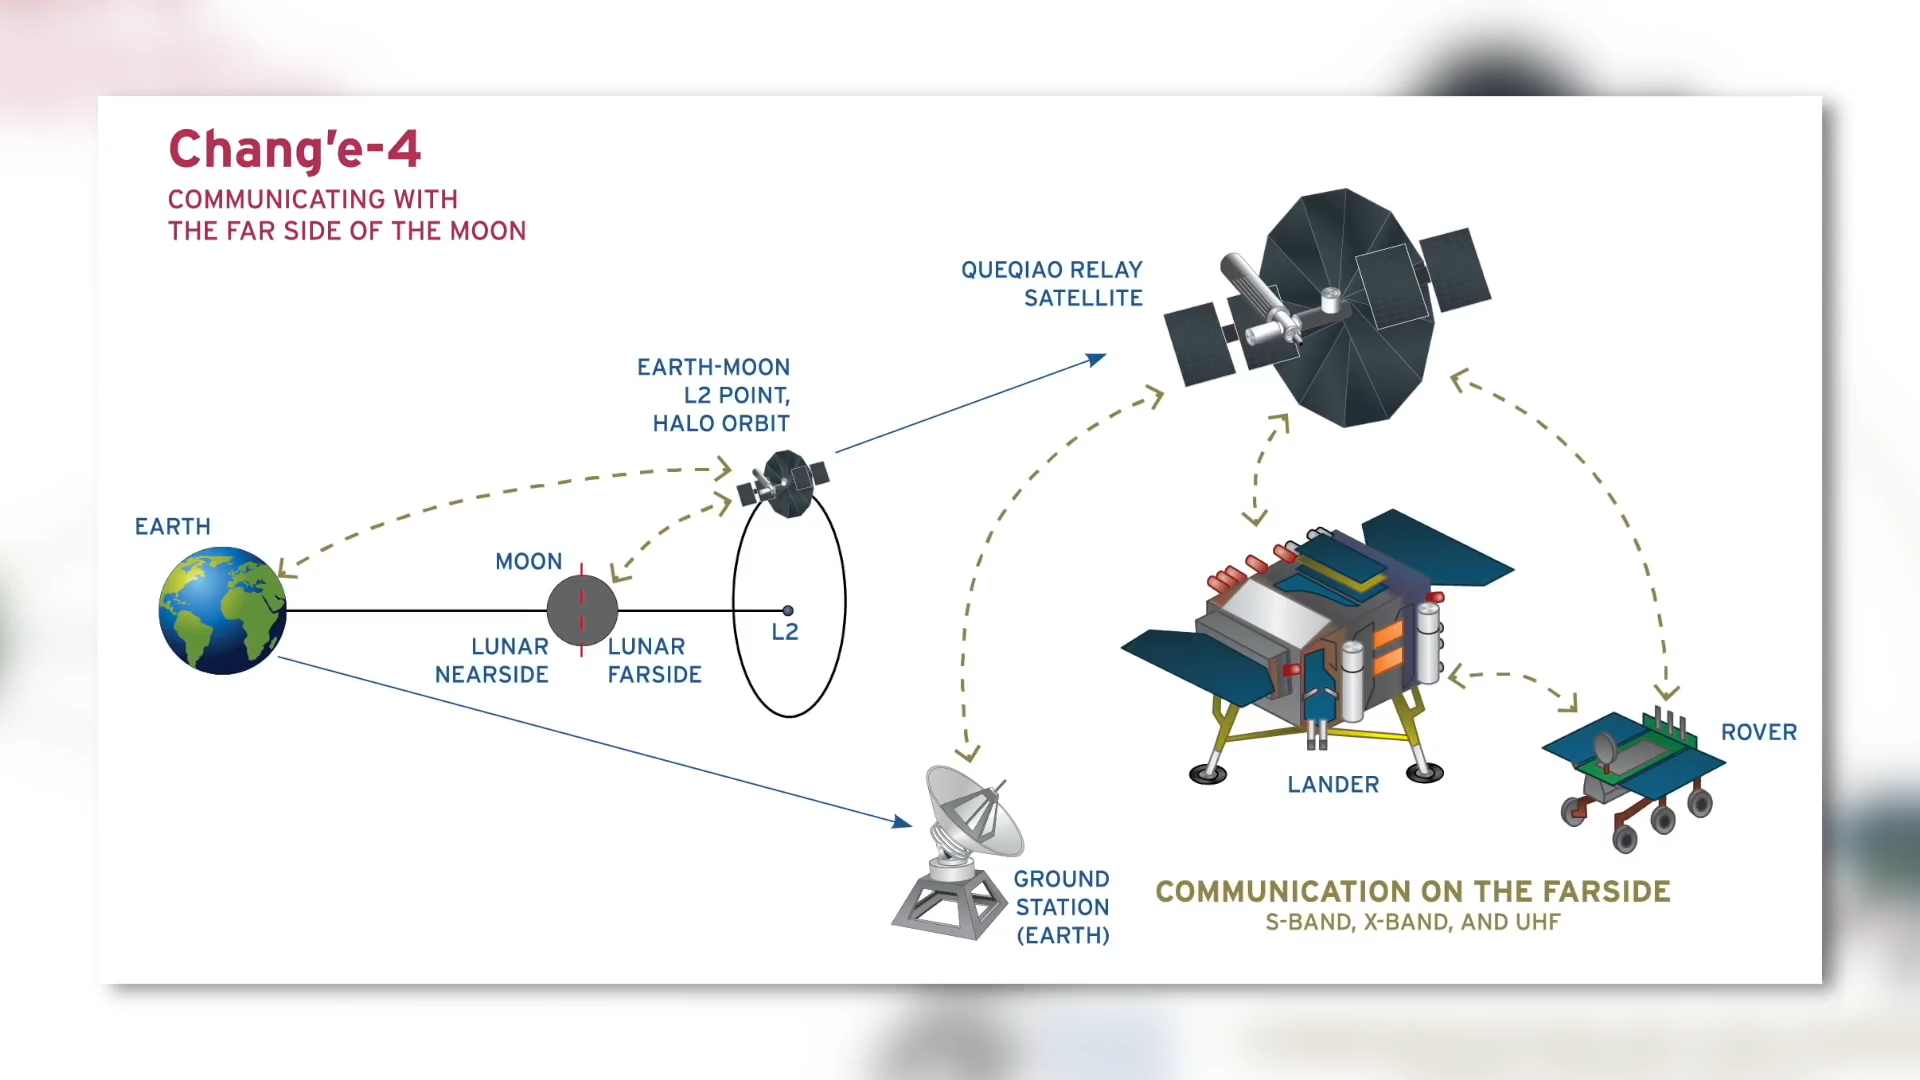 Chang'e-4
COMMUNICATING WITH
THE FAR SIDE OF THE MOON
QUEQIAO RELAY
SATELLITE
EARTH-MOON
L2 POINT,
HALO ORBIT
EARTH
MOON
L2
LUNAR
NEARSIDE
LUNAR
FARSIDE
ROVER
LANDER
GROUND
STATION
(EARTH)
COMMUNICATION ON THE FARSIDE
S-BAND, X-BAND, AND UHF